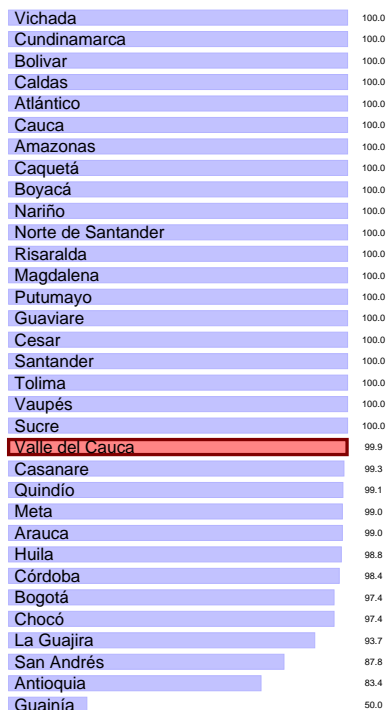 Vichada 100.0
Cundinamarca 100.0
Bolivar 100.0
Caldas 100.0
Atlántico 100.0
Cauca 100.0
Amazonas 100.0
Caquetá 100.0
Boyacá 100.0
Nariño 100.0
Norte de Santander 100.0
Risaralda 100.0
Magdalena 100.0
Putumayo 100.0
Guaviare 100.0
Cesar 100.0
Santander 100.0
Tolima 100.0
Vaupés 100.0
Sucre 100.0
Valle del Cauca 99.9
Casanare 99.3
Quindío 99.1
Meta 99.0
Arauca 99.0
Huila 98.8
Córdoba 98.4
Bogotá 97.4
Chocó 97.4
La Guajira 93.7
San Andrés 87.8
Antioquia 83.4
Guainía 50.0